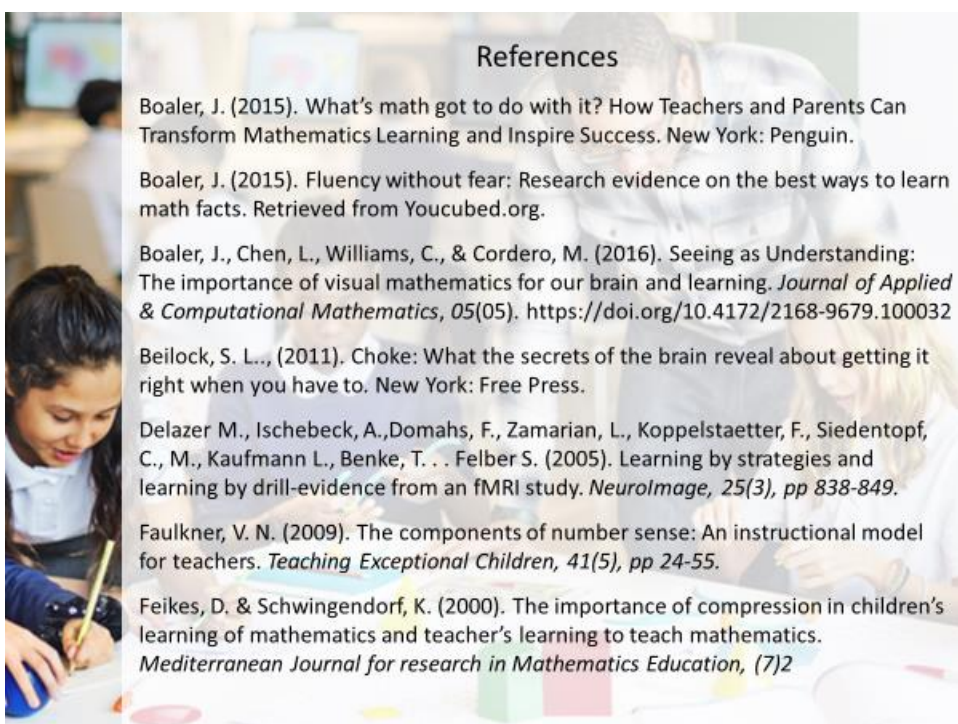 References
Boaler, J. (2015). What's math got to do with it? How Teachers and Parents Can
Transform Mathematics Learning and Inspire Success. New York: Penguin.
Boaler, J. (2015). Fluency without fear: Research evidence on the best ways to learn
math facts. Retrieved from Youcubed.org.
Boaler, J., Chen, L., Williams, C., & Cordero, M. (2016). Seeing as Understanding:
The importance of visual mathematics for our brain and learning. Journal of Applied
& Computational Mathematics, 05(05). https://doi.org/10.4172/2168-9679.100032
Beilock, S. L.., (2011). Choke: What the secrets of the brain reveal about getting it
right when you have to. New York: Free Press.
Delazer M., Ischebeck, A.,Domahs, F., Zamarian, L., Koppelstaetter, F., Siedentopf,
C., M., Kaufmann L., Benke, T. . . Felber S. (2005). Learning by strategies and
learning by drill-evidence from an fMRI study. NeuroImage, 25(3), pp 838-849.
Faulkner, V. N. (2009). The components of number sense: An instructional model
for teachers. Teaching Exceptional Children, 41(5), pp 24-55.
Feikes, D. & Schwingendorf, K. (2000). The importance of compression in children's
learning of mathematics and teacher's learning to teach mathematics.
Mediterranean Journal for research in Mathematics Education, (7)2